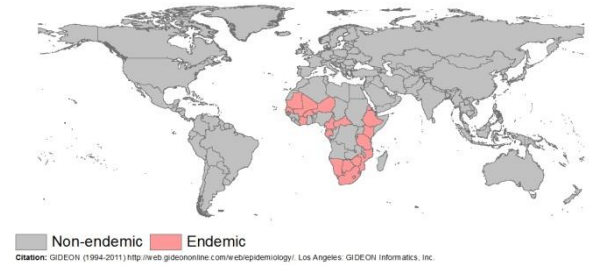 Non-endemic Endemic
Citation: GIDEON (1994-2011) http://web.gideononline.com/web/epidemiology/. Los Angeles: GIDEON Informatics, Inc.